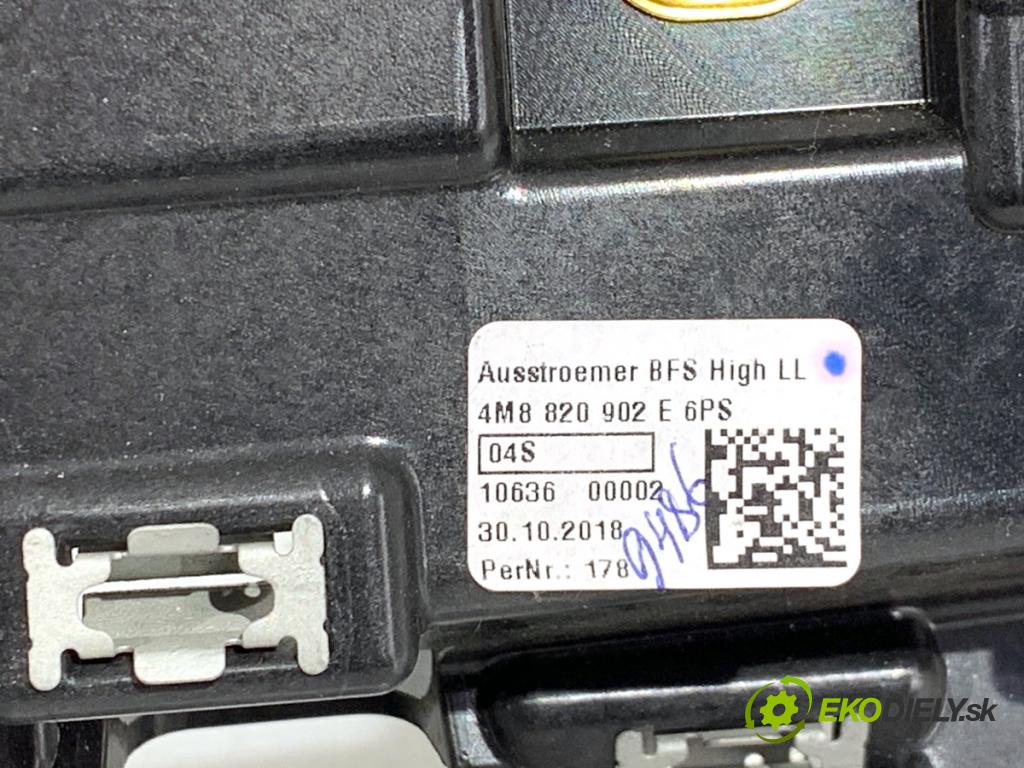 Ausstroemer BFS High LL
4M8 820 902 E 6PS
04S
10636 00002
30.10.2018
PerNr.: 178
9486
EKODIELY.sk